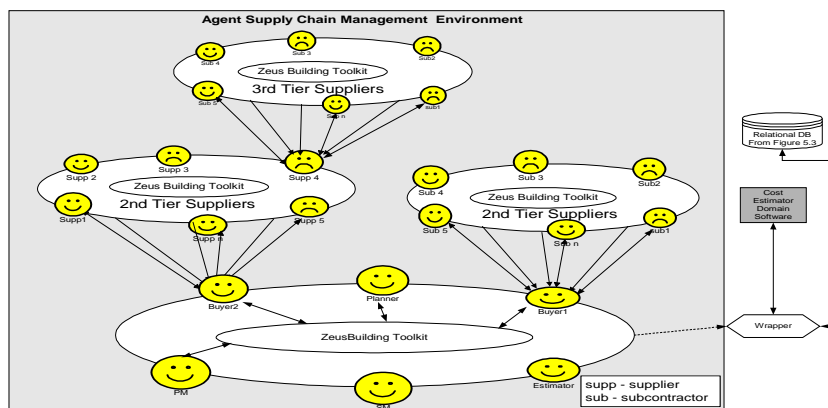 Agent Supply Chain Management Environment
Sub 3
Sub2
Sub 4
Zeus Building Toolkit
3rd Tier Suppliers
Sub 5
Sub n
sub1
Relational DB
From Figure 5.3
Supp 3
Supp 2
Supp 4
Zeus Building Toolkit
2nd Tier Suppliers
Supp1
Supp n
Supp 5
Sub 3
Sub2
Sub 4
Zeus Building Toolkit
2nd Tier Suppliers
Sub 5
Sub n
sub1
Cost
Estimator
Domain
Software
Planner
Buyer2
Buyer1
ZeusBuilding Toolkit
Wrapper
Estimator
PM
supp - supplier
sub - subcontractor